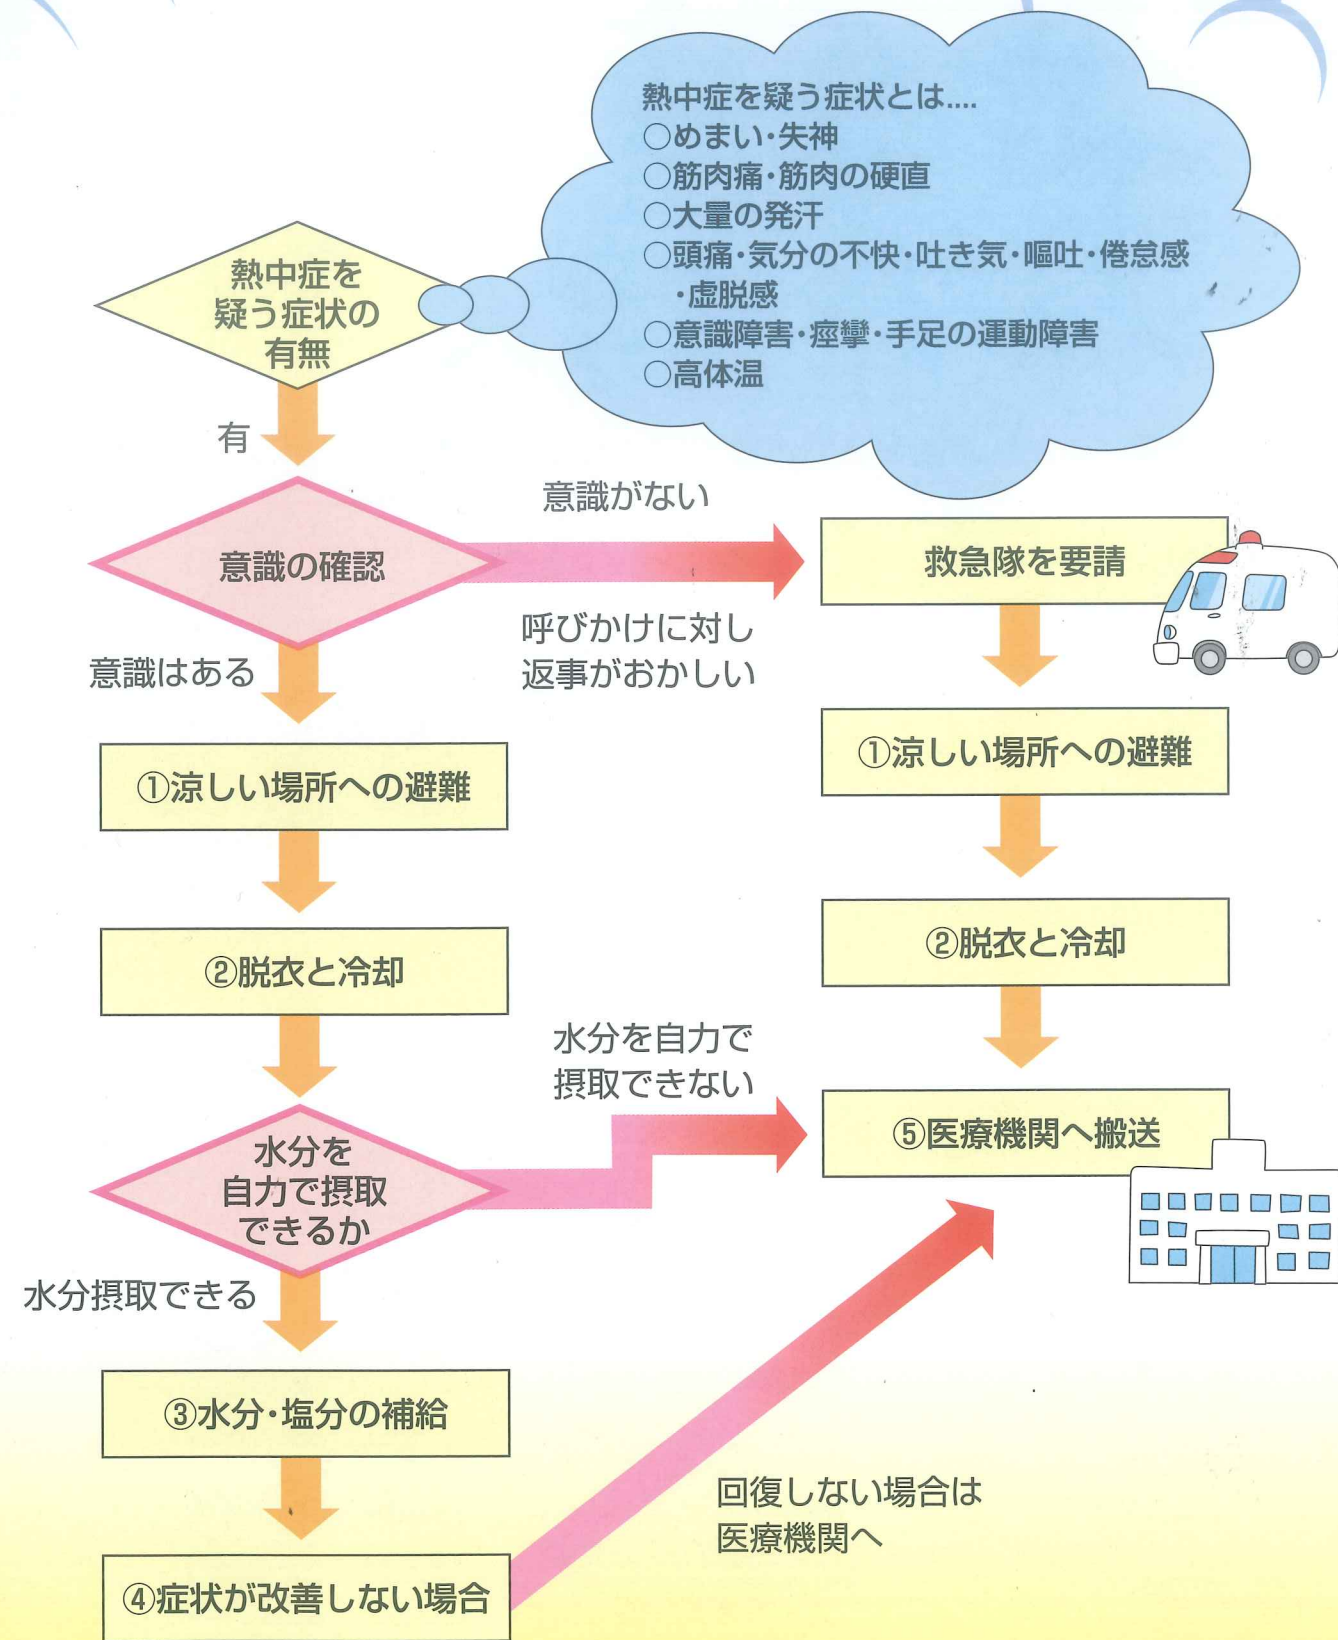 熱中症を疑う症状とは....
○めまい・失神
○筋肉痛・筋肉の硬直
○大量の発汗
○頭痛・気分の不快・吐き気・嘔吐・倦怠感
・虚脱感
○意識障害・痙攣・手足の運動障害
○高体温
熱中症を
疑う症状の
有無
有
意識の確認
意識がない
呼びかけに対し
返事がおかしい
救急隊を要請
意識はある
①涼しい場所への避難
①涼しい場所への避難
②脱衣と冷却
②脱衣と冷却
水分を自力で
摂取できない
水分を
自力で摂取
できるか
⑤医療機関へ搬送
水分摂取できる
③水分・塩分の補給
回復しない場合は
医療機関へ
④症状が改善しない場合